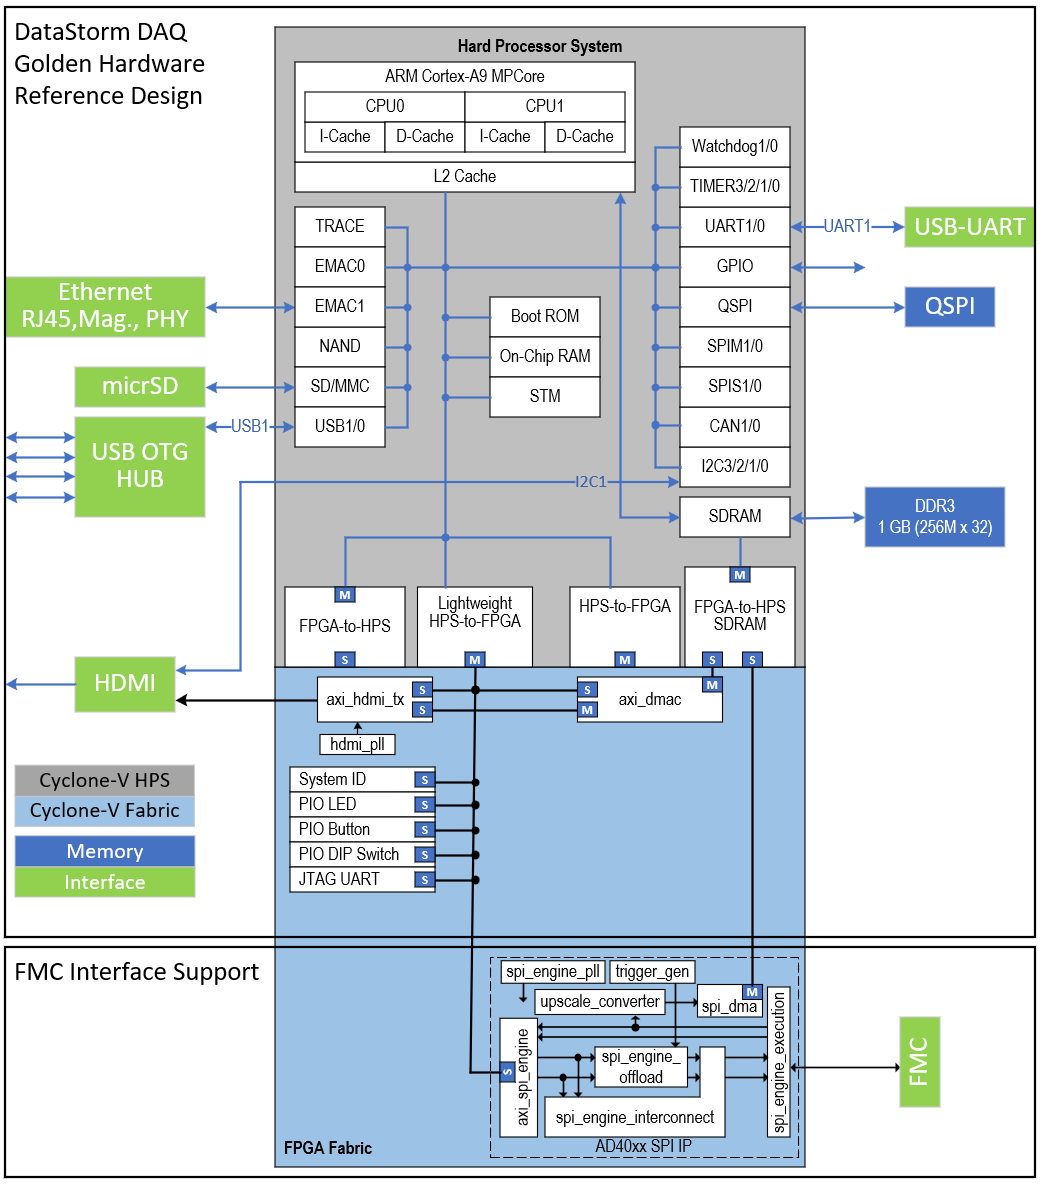 DataStorm DAQ
Golden Hardware
Reference Design
Hard Processor System
ARM Cortex-A9 MPCore
CPU0
CPU1
I-Cache
D-Cache
I-Cache
D-Cache
L2 Cache
TRACE
EMAC0
EMAC1
NAND
SD/MMC
USB1/0
Boot ROM
On-Chip RAM
STM
Watchdog1/0
TIMER3/2/1/0
UART1/0
GPIO
QSPI
SPIM1/0
SPIS1/0
CAN1/0
I2C3/2/1/0
SDRAM
UART1
USB-UART
QSPI
DDR3
1 GB (256M x 32)
Ethernet
RJ45,Mag., PHY
micrSD
USB OTG
HUB
USB1
I2C1
HDMI
M
FPGA-to-HPS
S
Lightweight
HPS-to-FPGA
M
HPS-to-FPGA
M
M
FPGA-to-HPS
SDRAM
S
S
axi_hdmi_tx
S
S
hdmi_pll
S
M
axi_dmac
M
System ID
S
PIO LED
S
PIO Button
S
PIO DIP Switch
S
JTAG UART
S
Cyclone-V HPS
Cyclone-V Fabric
Memory
Interface
FMC Interface Support
spi_engine_pll
trigger_gen
upscale_converter
spi_dma
M
axi_spi_engine
S
spi_engine_
offload
spi_engine_interconnect
spi_engine_execution
AD40xx SPI IP
FMC
FPGA Fabric